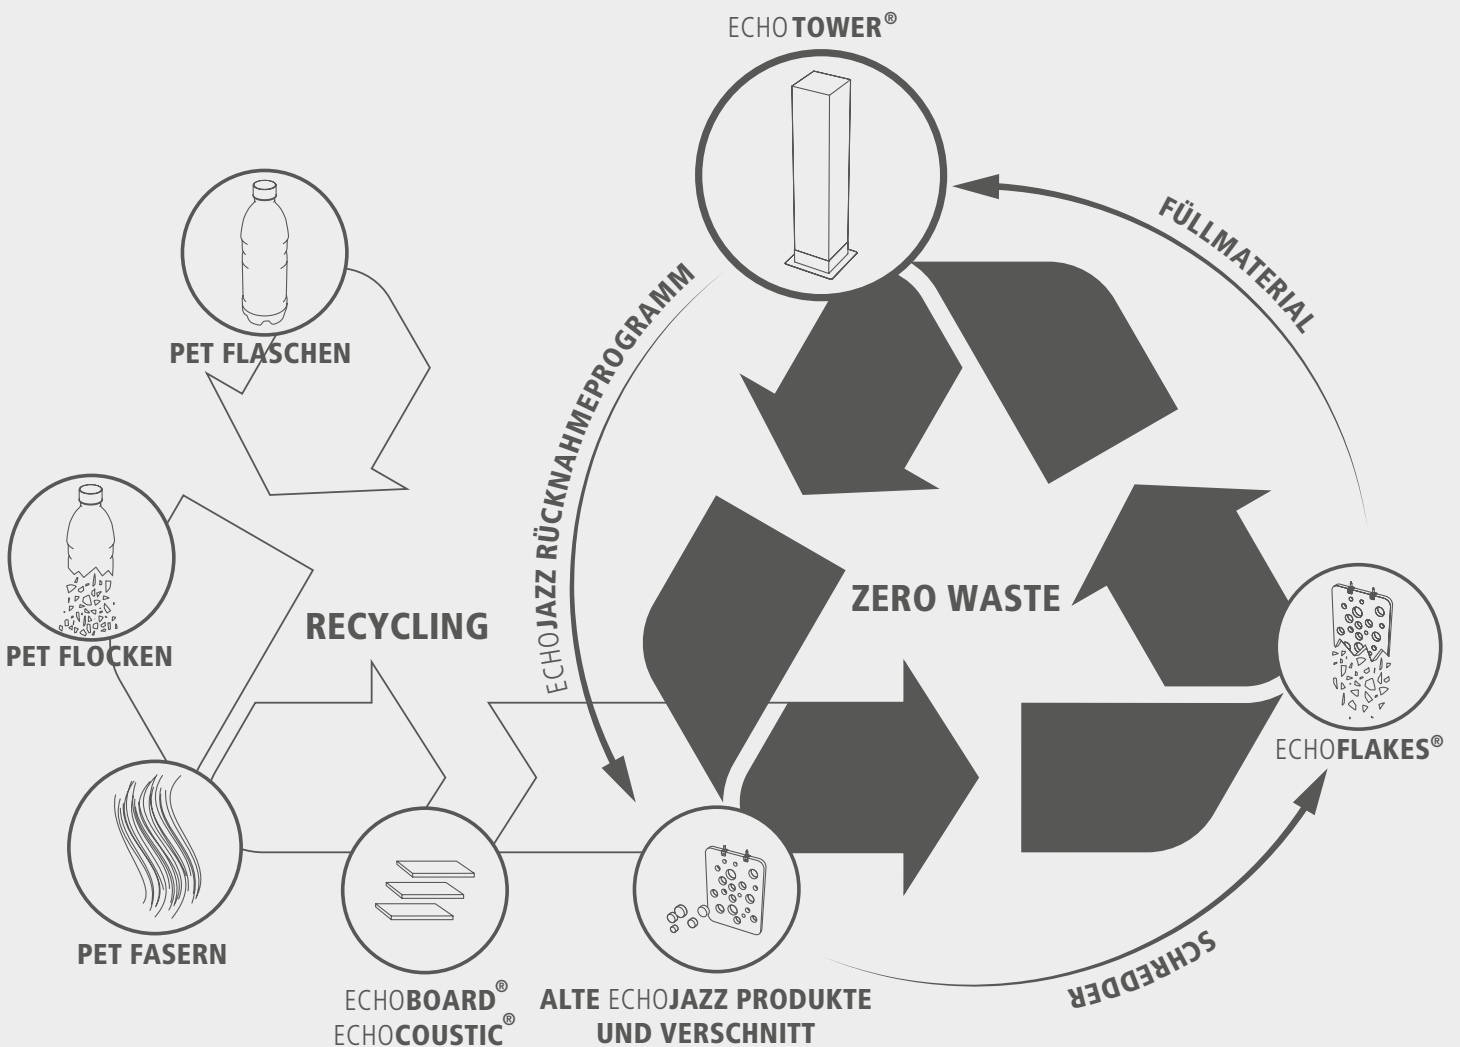 ECHOTOWER®
FÜLLMATERIAL
ECHOJAZZ RÜCKNAHMEPROGRAMM
PET FLASCHEN
PET FLOCKEN
RECYCLING
ZERO WASTE
ECHOFLAKES®
PET FASERN
SCHREDDER
ECHOBOARD®
ECHOCOUSTIC®
ALTE ECHOJAZZ PRODUKTE
UND VERSCHNITT